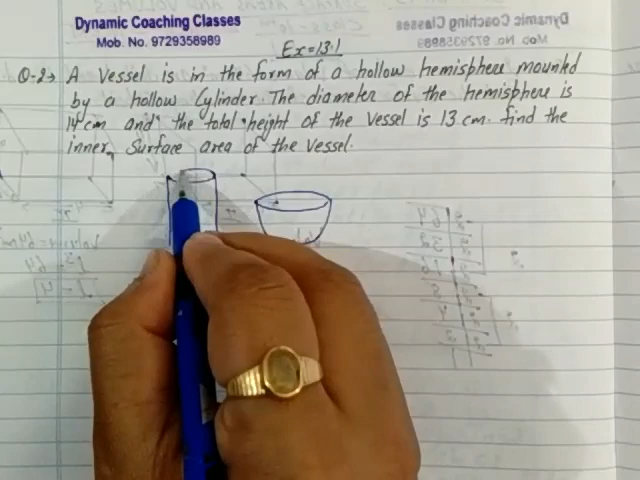 Dynamic Coaching Classes
Mob. No. 9729358989
Ex=13.1
Q-2→ A Vessel is in the form of a hollow hemisphere mounted
by a hollow Cylinder. The diameter of the hemisphere is
14 cm and the total height of the Vessel is 13 cm. find the
inner Surface area of the Vessel.